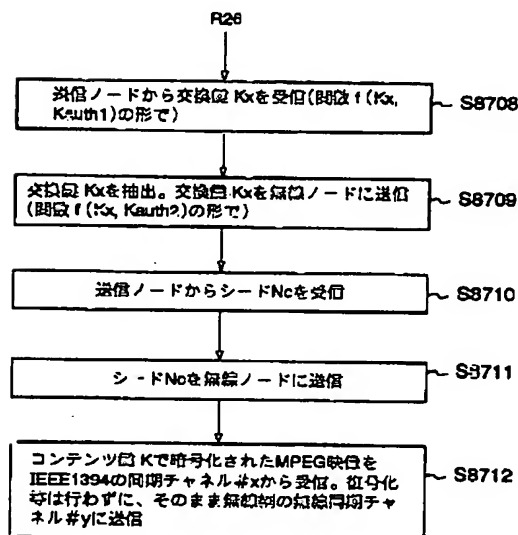 R26
送信ノードから交換鍵 Kxを受信(関数 f (Kx,
Kauth1)の形で)
S8708
交換鍵 Kxを抽出。交換鍵 Kxを無線ノードに送信
(関数 f (Kx, Kauth2)の形で)
S8709
送信ノードからシードNcを受信
S8710
シードNcを無線ノードに送信
S8711
コンテンツ鍵 Kで暗号化されたMPEG映像を
IEEE1394の同期チャネル#xから受信。復号化
等は行わずに、そのまま無線網の無線同期チャ
ネル#yに送信
S8712